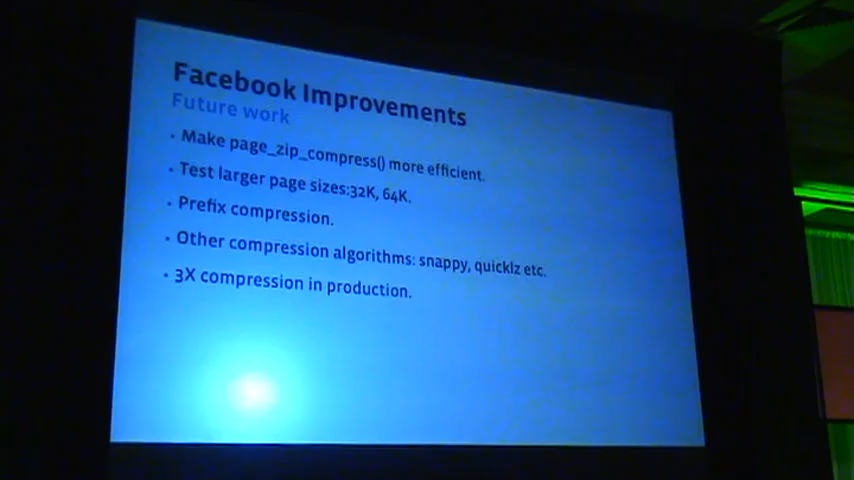 Facebook Improvements
Future work
• Make page_zip_compress() more efficient.
• Test larger page sizes:32K, 64K.
• Prefix compression.
• Other compression algorithms: snappy, quicklz etc.
• 3X compression in production.